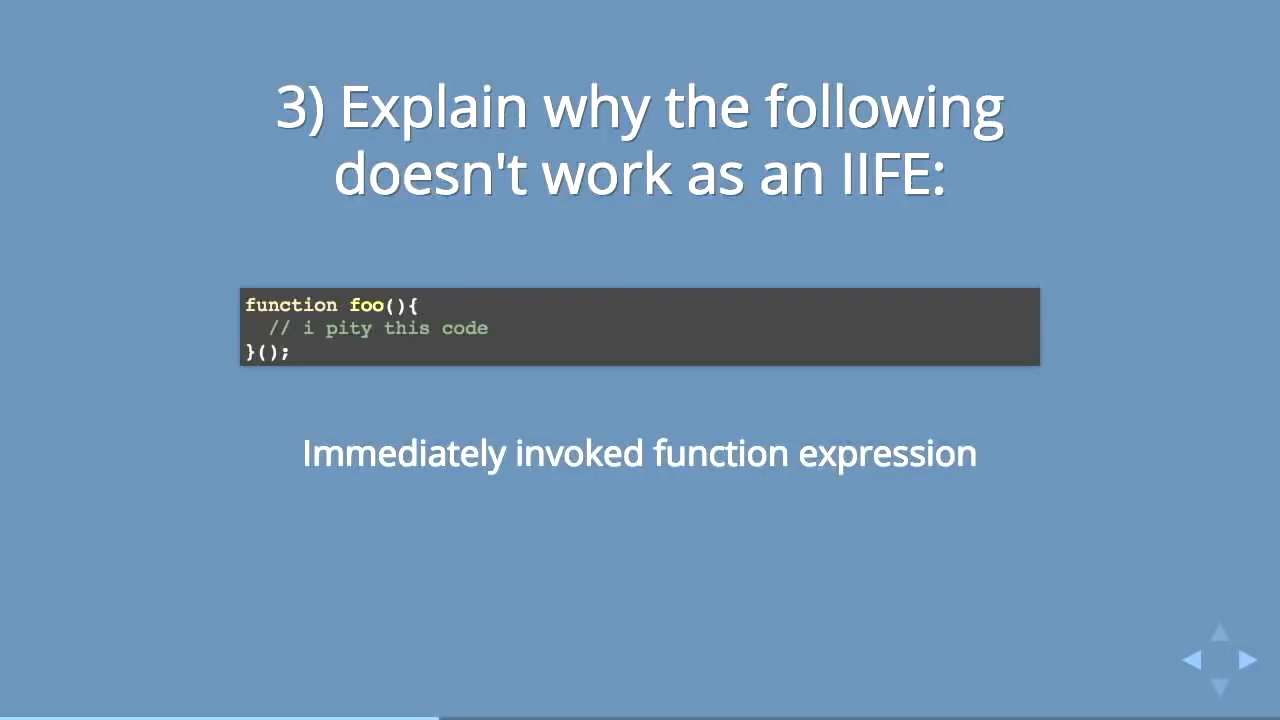 3) Explain why the following
doesn't work as an IIFE:
function foo(){
  // i pity this code
}();
Immediately invoked function expression